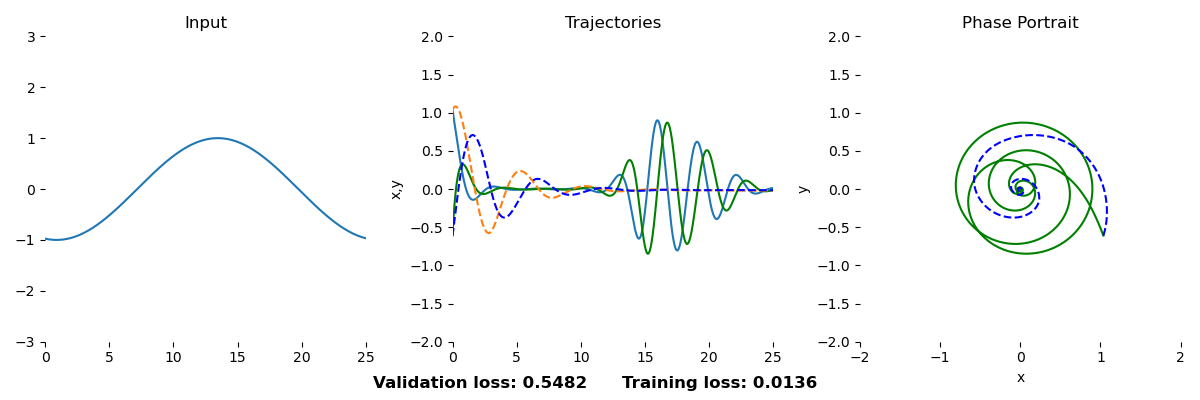 Input
3
2
1
0
−1
−2
−3
0 5 10 15 20 25
Trajectories
x,y
2.0
1.5
1.0
0.5
0.0
−0.5
−1.0
−1.5
−2.0
0 5 10 15 20 25
Phase Portrait
y
2.0
1.5
1.0
0.5
0.0
−0.5
−1.0
−1.5
−2.0
−2 −1 0 1 2
x
Validation loss: 0.5482 Training loss: 0.0136